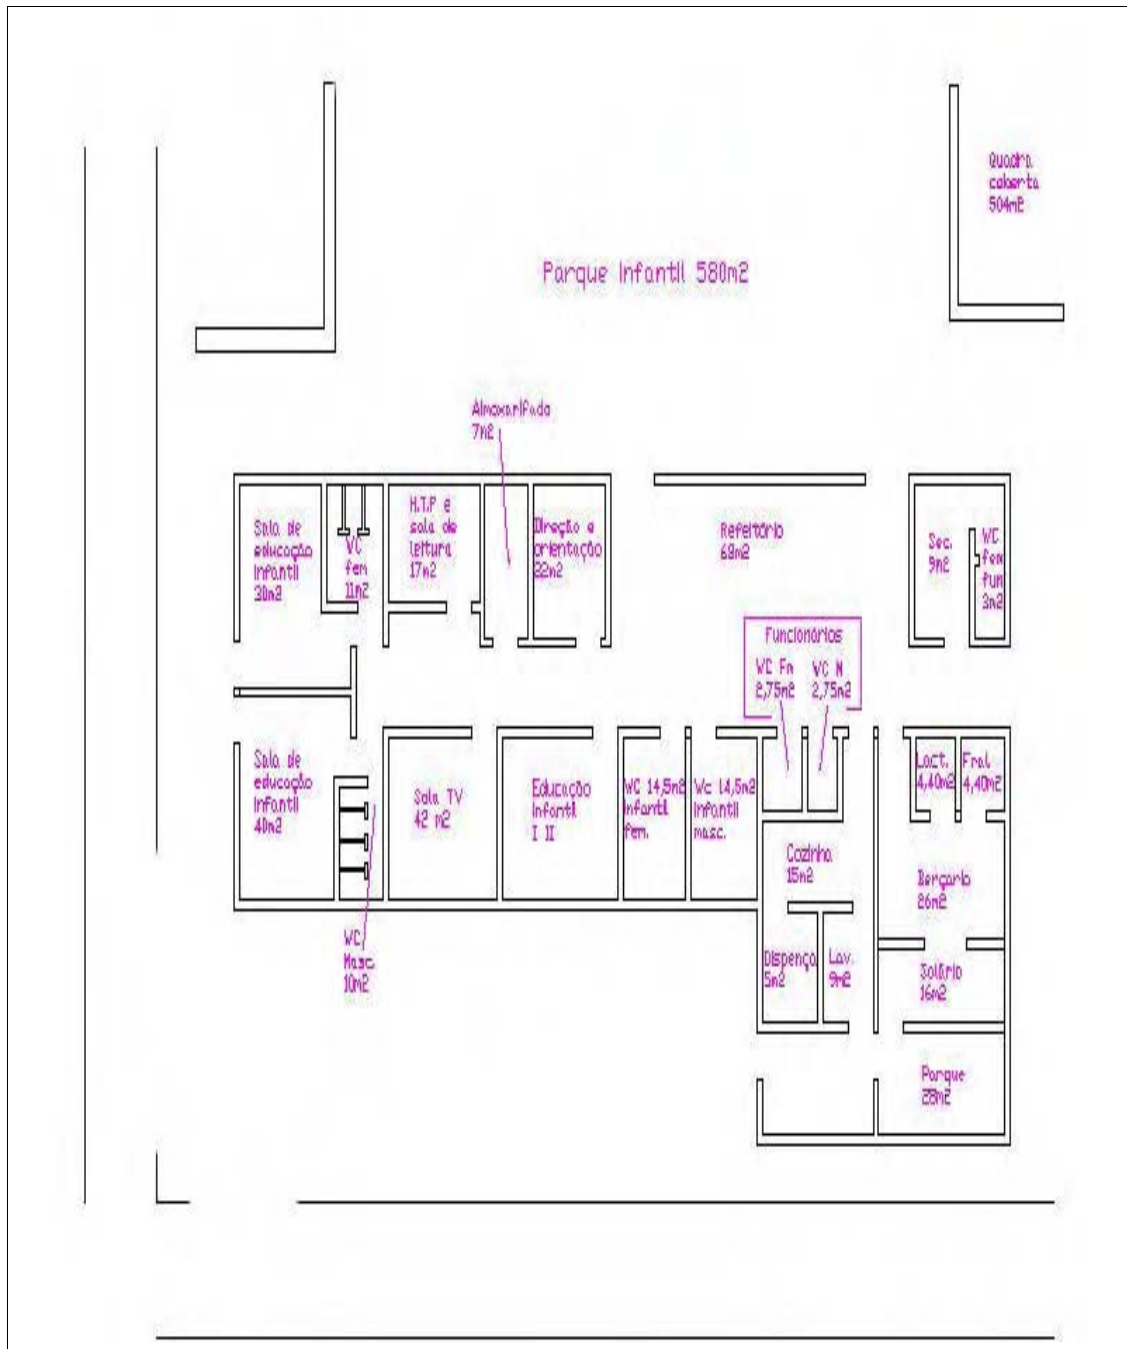 Quadra
coberta
504m2
Parque Infantil 580m2
Almoxarifado
7m2
Sala de
educação
infantil
30m2
WC
fem
11m2
H.T.P e
sala de
leitura
17m2
Direção e
orientação
22m2
Refeitório
68m2
Sec.
9m2
WC
fem
fun
3m2
Funcionários
WC Fm
2,75m2
WC M
2,75m2
Sala de
educação
infantil
40m2
Sala TV
42 m2
Educação
Infantil
I II
WC 14,5m2
Infantil
fem.
Wc 14,5m2
Infantil
masc.
Lact.
4,40m2
Fral.
4,40m2
Cozinha
15m2
Berçario
26m2
WC
Masc
10m2
Dispença
5m2
Lav.
9m2
Solário
16m2
Parque
28m2